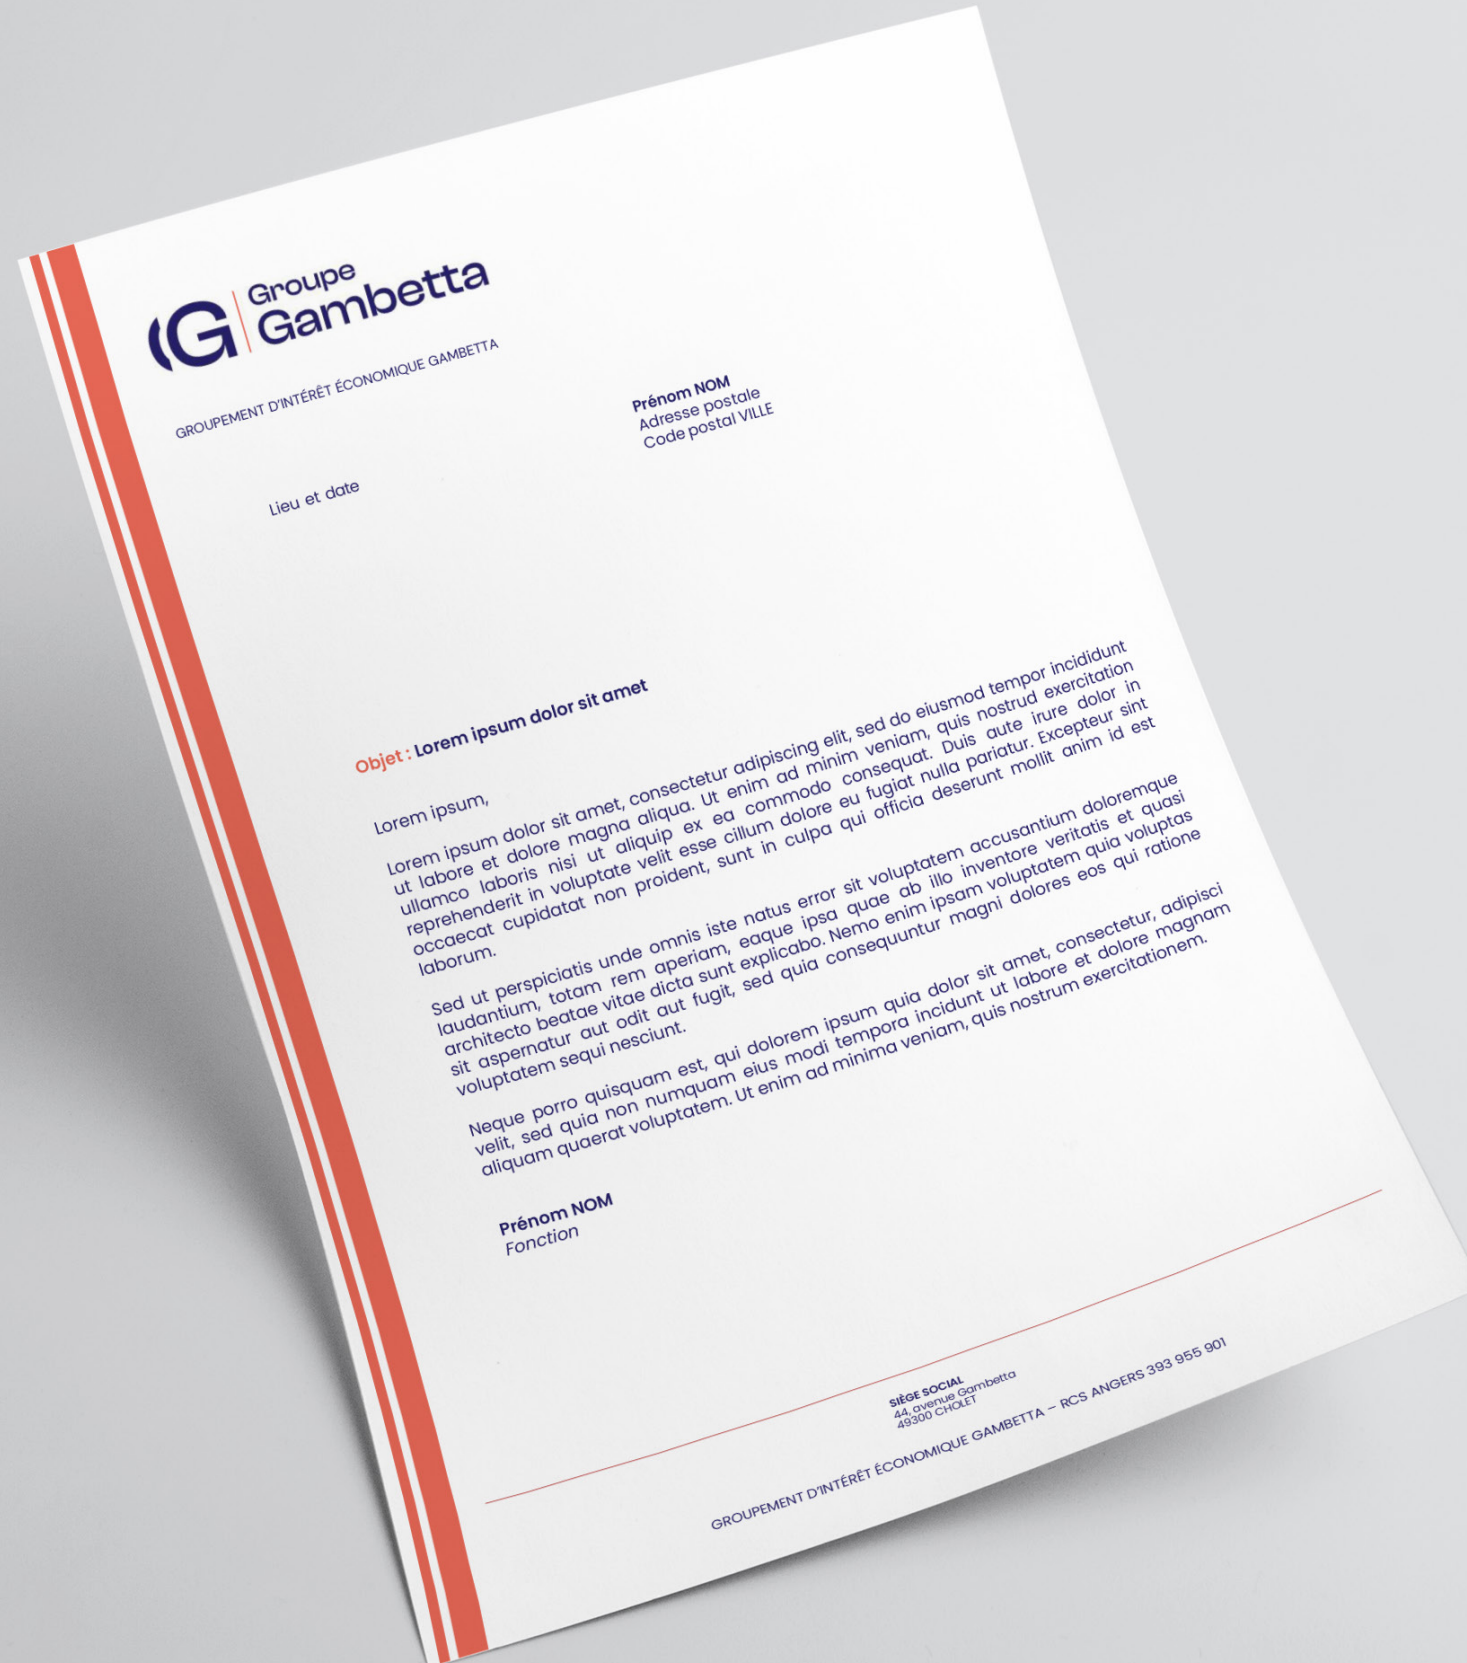 G
Groupe
Gambetta
GROUPEMENT D'INTÉRÊT ÉCONOMIQUE GAMBETTA
Prénom NOM
Adresse postale
Code postal VILLE
Lieu et date
Objet : Lorem ipsum dolor sit amet
Lorem ipsum,
Lorem ipsum dolor sit amet, consectetur adipiscing elit, sed do eiusmod tempor incididunt
ut labore et dolore magna aliqua. Ut enim ad minim veniam, quis nostrud exercitation
ullamco laboris nisi ut aliquip ex ea commodo consequat. Duis aute irure dolor in
reprehenderit in voluptate velit esse cillum dolore eu fugiat nulla pariatur. Excepteur sint
occaecat cupidatat non proident, sunt in culpa qui officia deserunt mollit anim id est
laborum.
Sed ut perspiciatis unde omnis iste natus error sit voluptatem accusantium doloremque
laudantium, totam rem aperiam, eaque ipsa quae ab illo inventore veritatis et quasi
architecto beatae vitae dicta sunt explicabo. Nemo enim ipsam voluptatem quia voluptas
sit aspernatur aut odit aut fugit, sed quia consequuntur magni dolores eos qui ratione
voluptatem sequi nesciunt.
Neque porro quisquam est, qui dolorem ipsum quia dolor sit amet, consectetur, adipisci
velit, sed quia non numquam eius modi tempora incidunt ut labore et dolore magnam
aliquam quaerat voluptatem. Ut enim ad minima veniam, quis nostrum exercitationem.
Prénom NOM
Fonction
SIÈGE SOCIAL
44, avenue Gambetta
49300 CHOLET
GROUPEMENT D'INTÉRÊT ÉCONOMIQUE GAMBETTA – RCS ANGERS 393 955 901